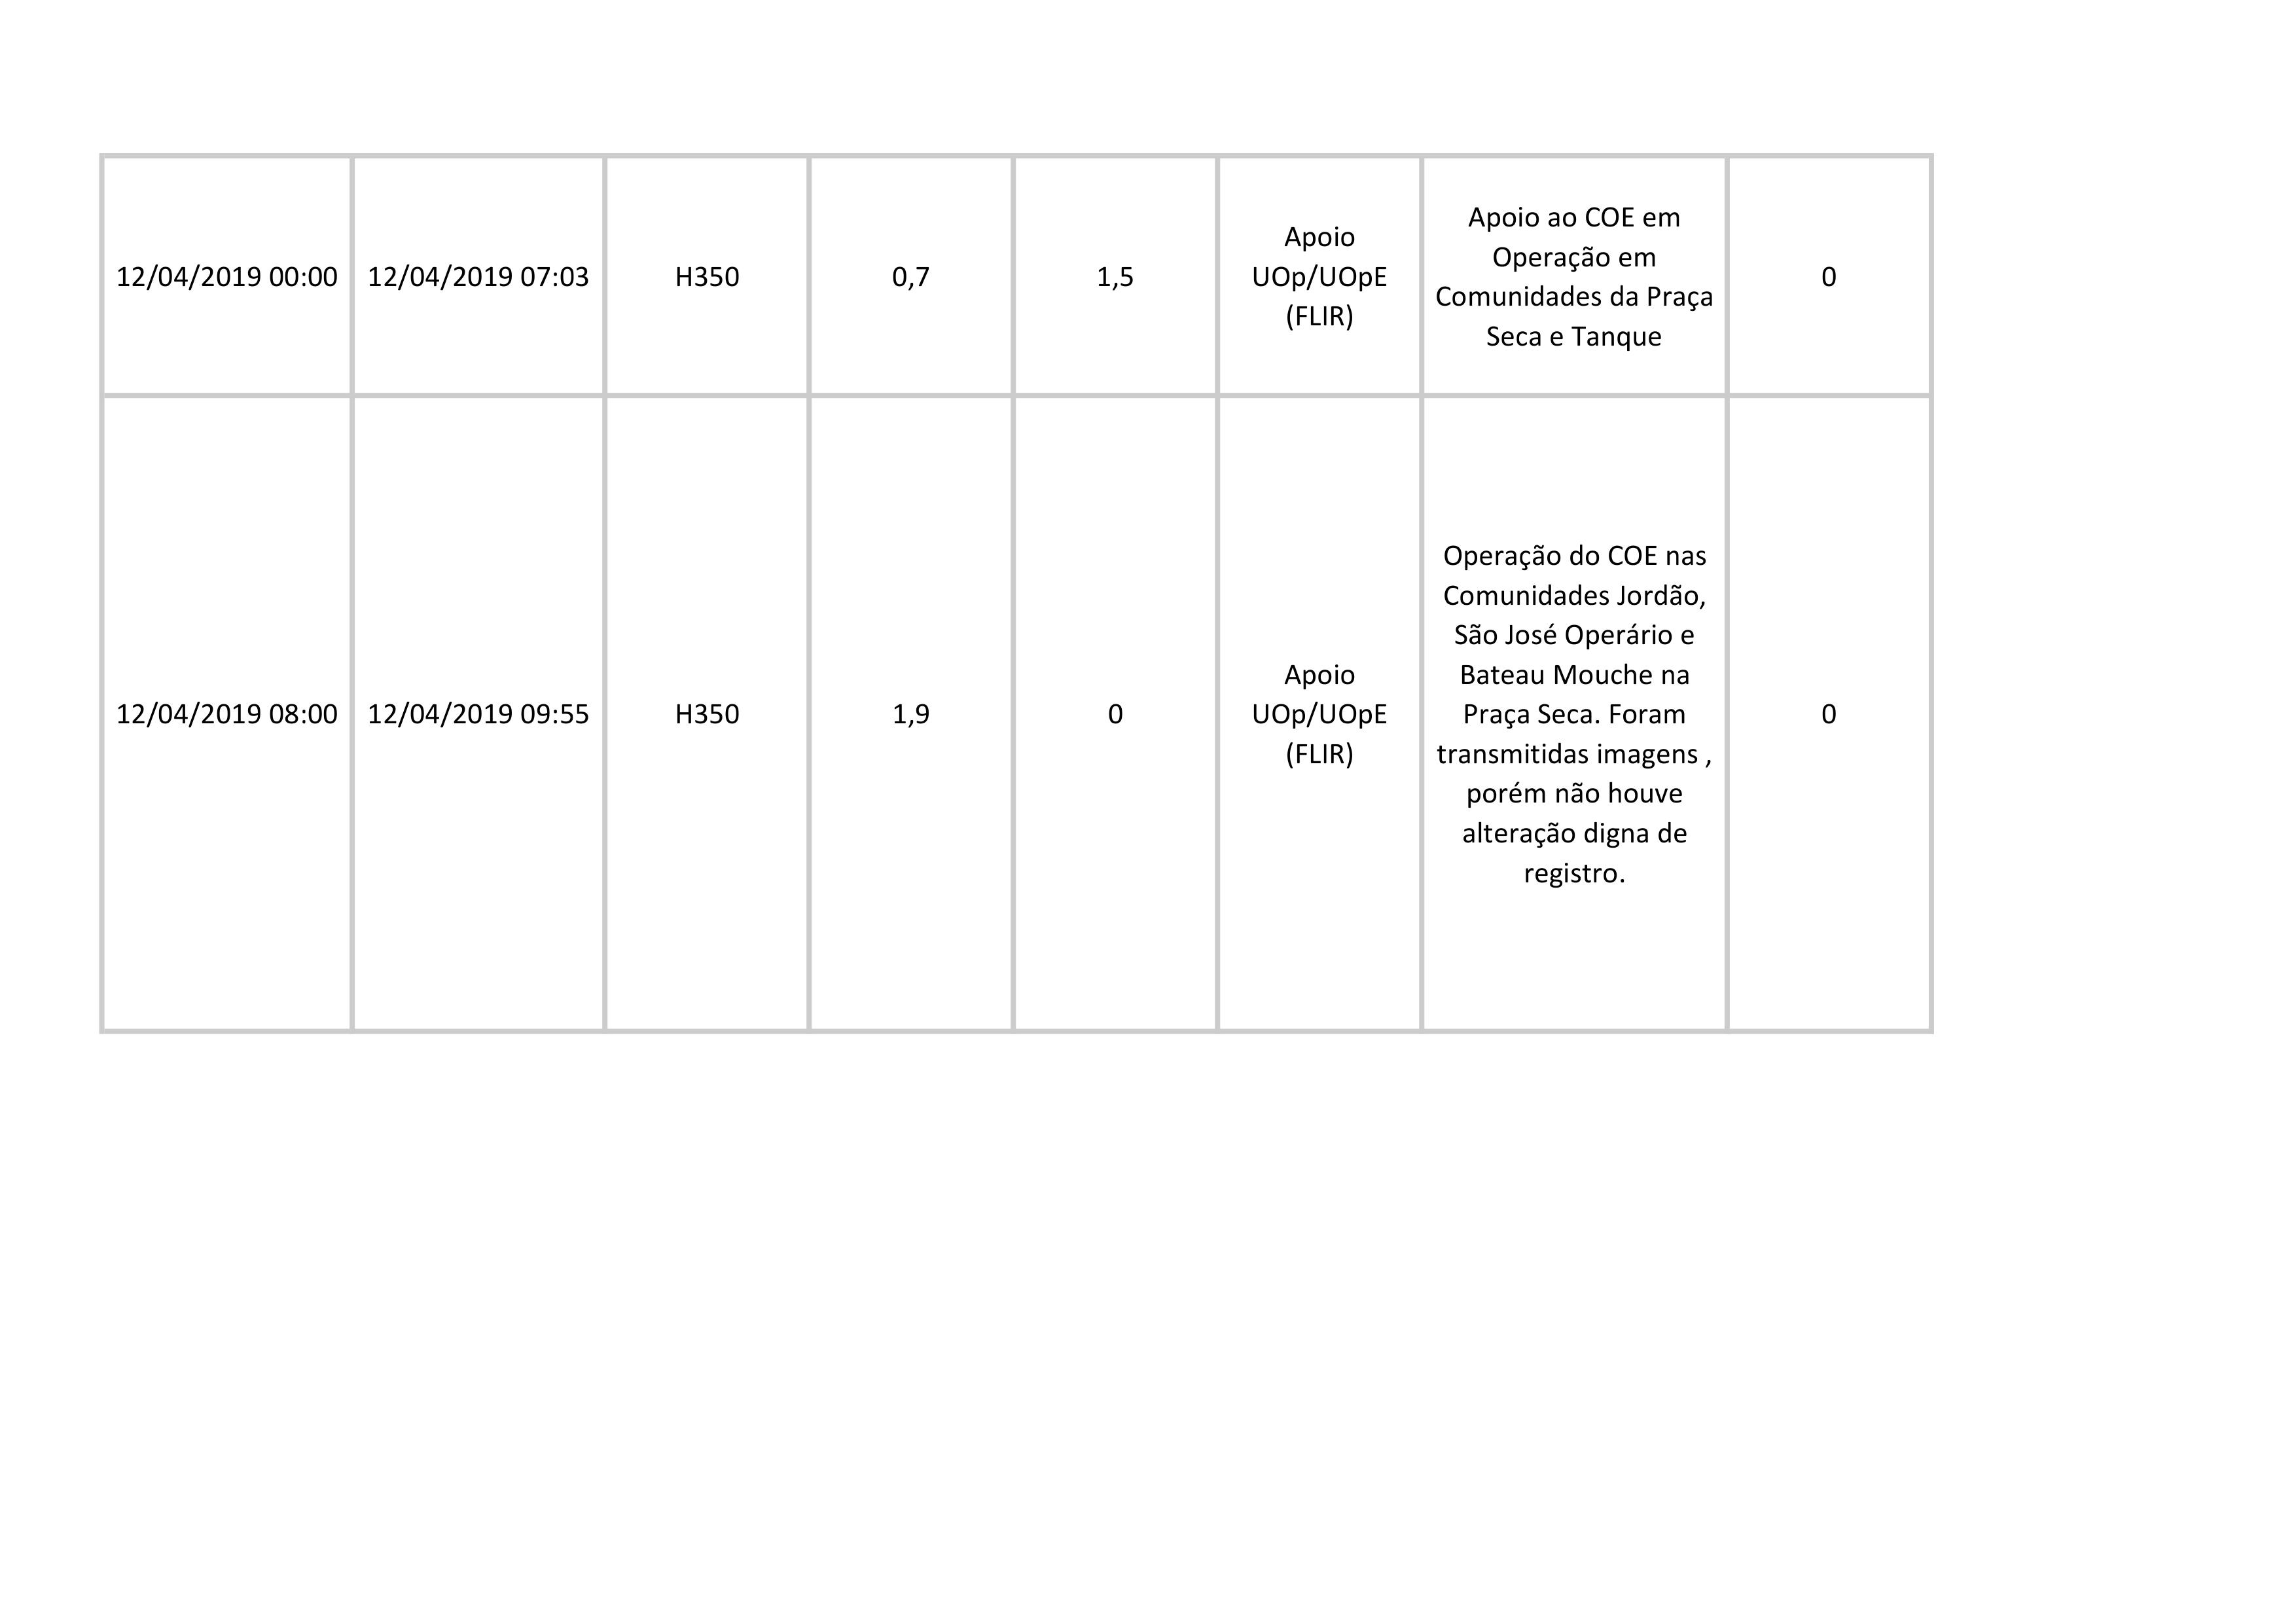 12/04/2019 00:00
12/04/2019 07:03
H350
0,7
1,5
Apoio
UOp/UOpE
(FLIR)
Apoio ao COE em
Operação em
Comunidades da Praça
Seca e Tanque
0
12/04/2019 08:00
12/04/2019 09:55
H350
1,9
0
Apoio
UOp/UOpE
(FLIR)
Operação do COE nas
Comunidades Jordão,
São José Operário e
Bateau Mouche na
Praça Seca. Foram
transmitidas imagens ,
porém não houve
alteração digna de
registro.
0